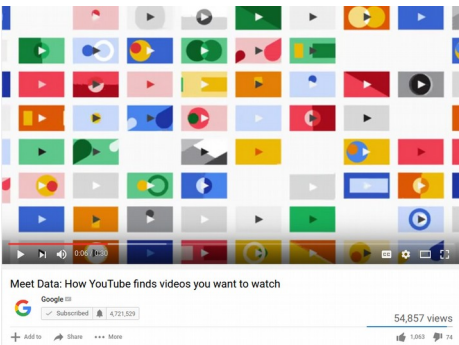 0:06 / 0:30
CC
Meet Data: How YouTube finds videos you want to watch
Google
Subscribed 4,721,529
54,857 views
Add to Share More 1,063 74